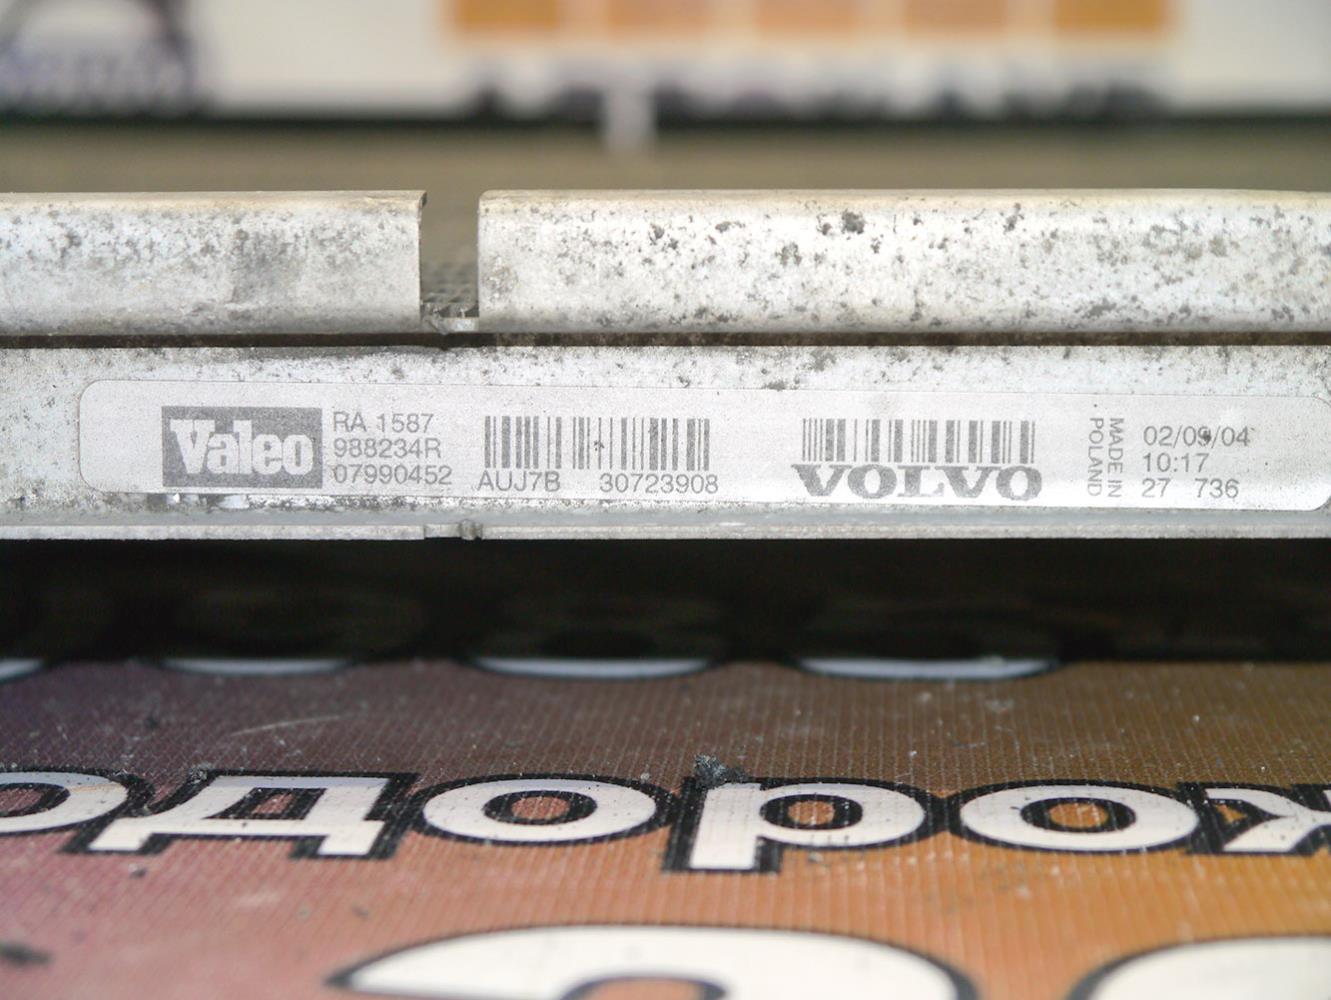 Valeo
RA 1587
988234R
07990452
AUJ7B 30723908
VOLVO
MADE IN
POLAND
02/09/04
10:17
27 736
одорож